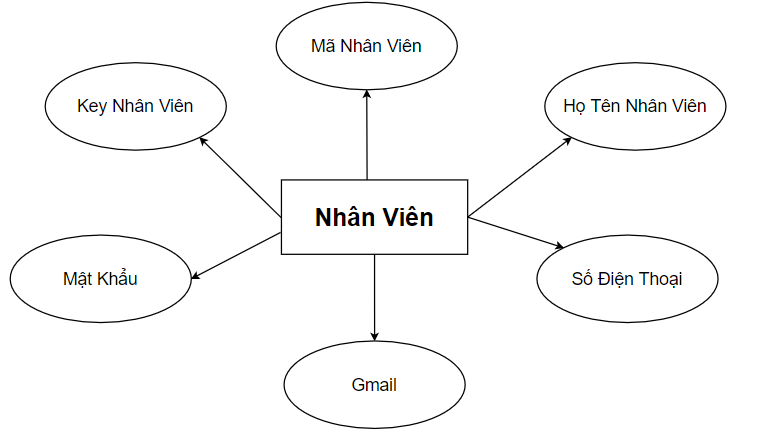 Mã Nhân Viên
Key Nhân Viên
Họ Tên Nhân Viên
Nhân Viên
Mật Khẩu
Số Điện Thoại
Gmail